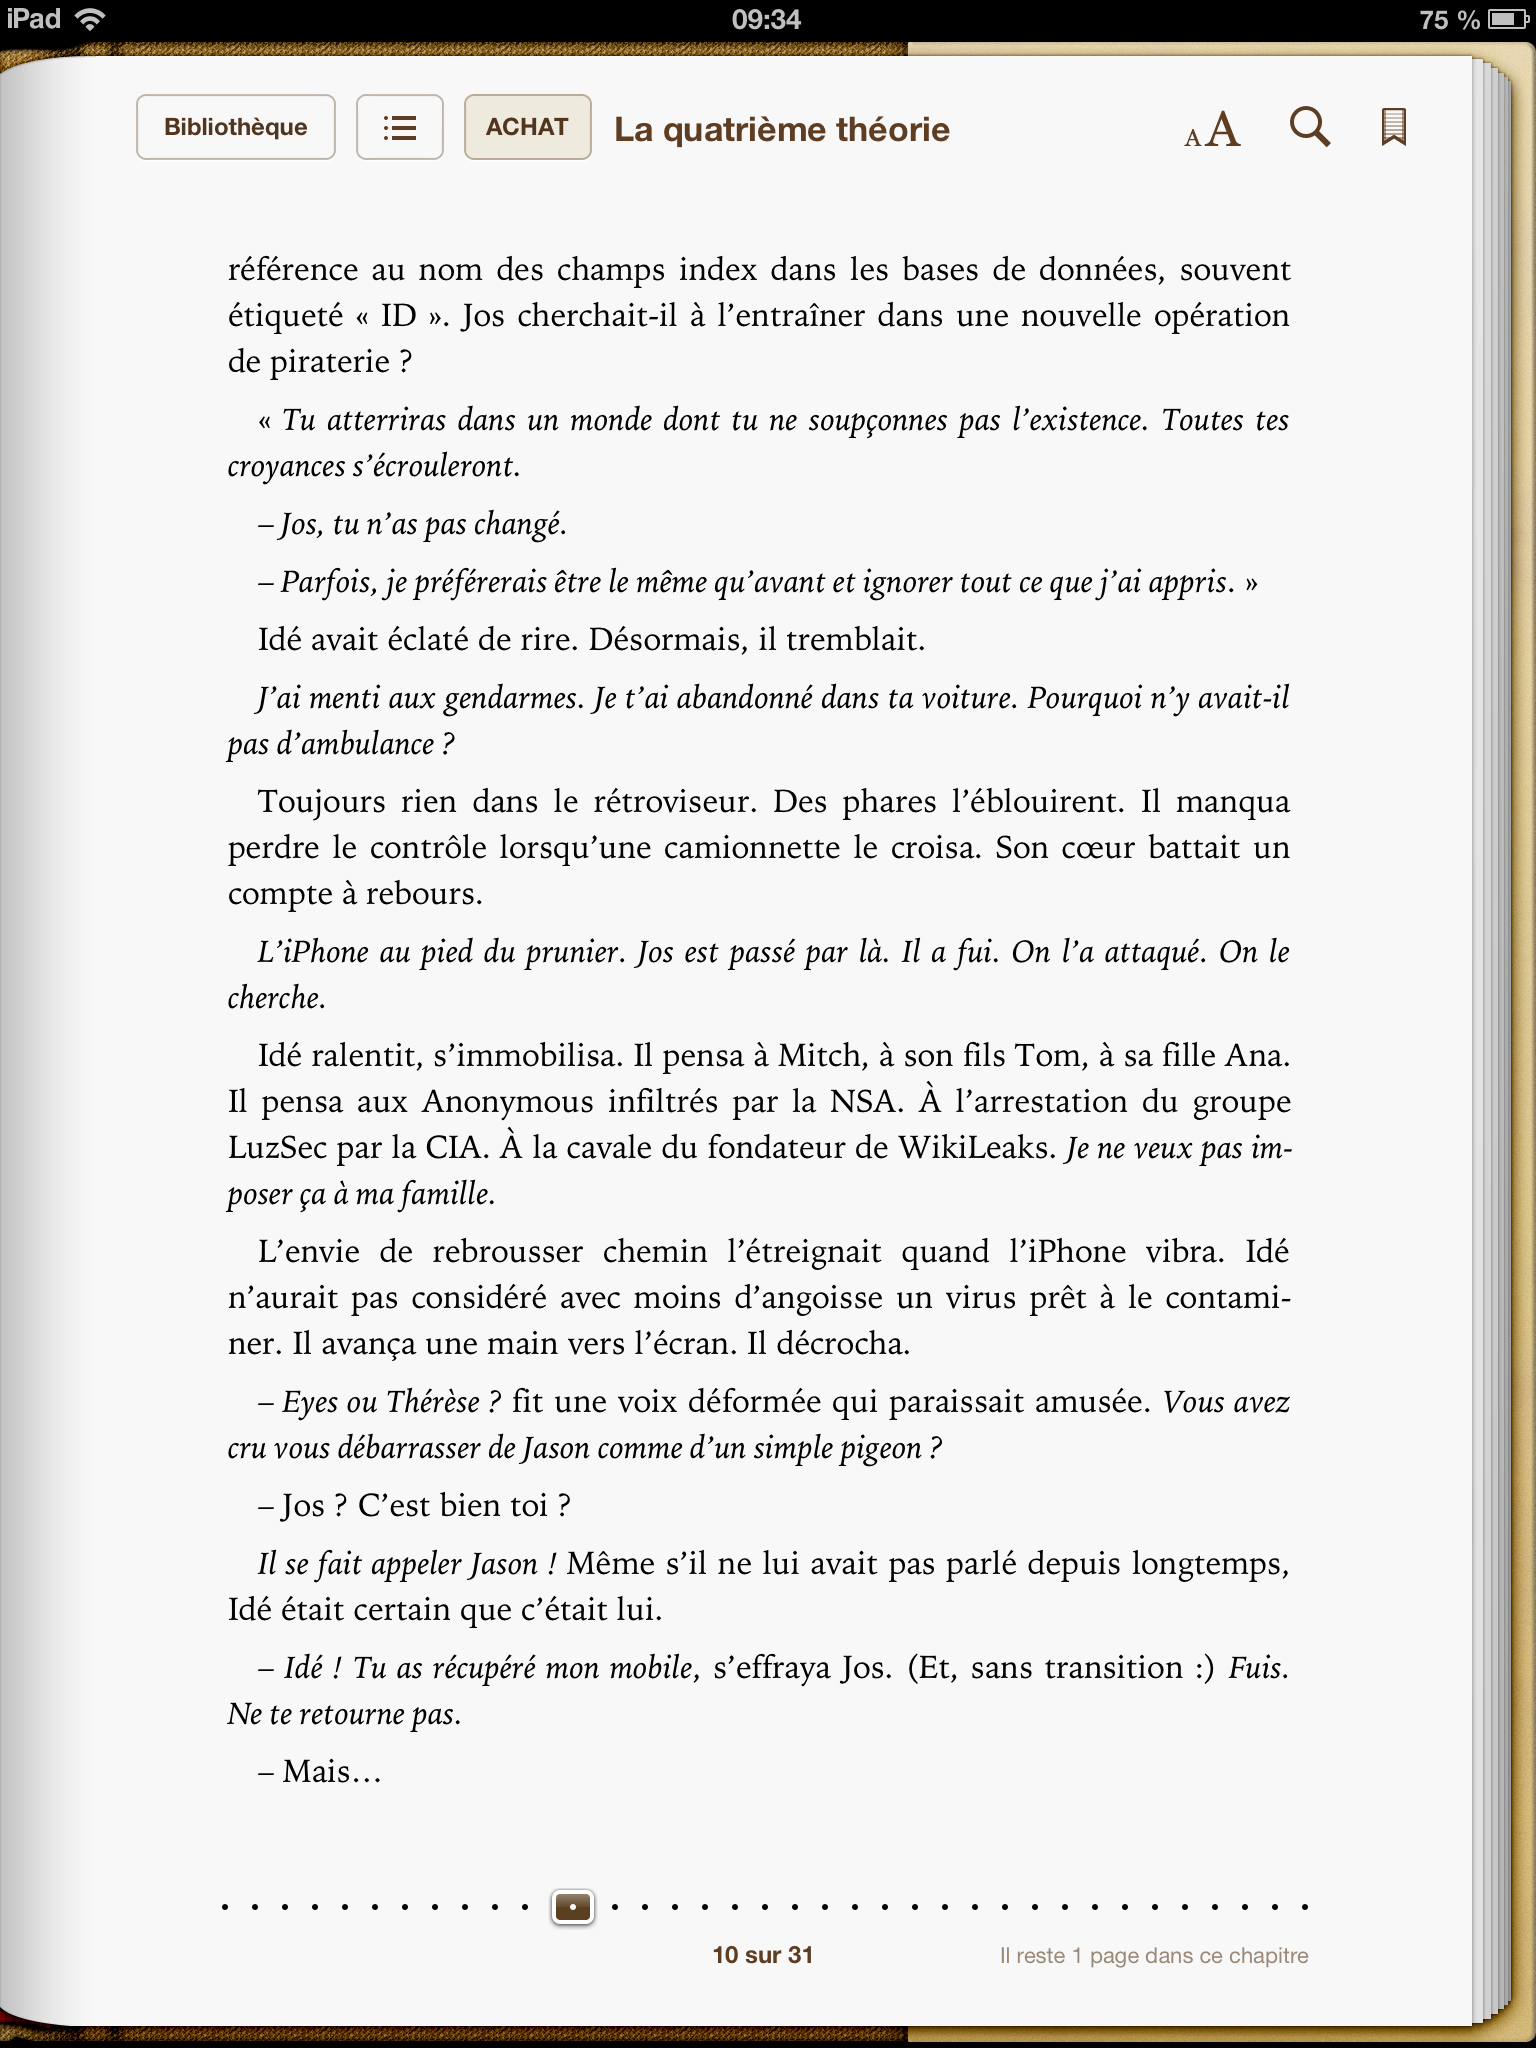 iPad 09:34 75 %
Bibliothèque ACHAT La quatrième théorie AA
référence au nom des champs index dans les bases de données, souvent
étiqueté « ID ». Jos cherchait-il à l’entraîner dans une nouvelle opération
de piraterie ?
« Tu atterriras dans un monde dont tu ne soupçonnes pas l’existence. Toutes tes
croyances s’écrouleront.
– Jos, tu n’as pas changé.
– Parfois, je préférerais être le même qu’avant et ignorer tout ce que j’ai appris. »
Idé avait éclaté de rire. Désormais, il tremblait.
J’ai menti aux gendarmes. Je t’ai abandonné dans ta voiture. Pourquoi n’y avait-il
pas d’ambulance ?
Toujours rien dans le rétroviseur. Des phares l’éblouirent. Il manqua
perdre le contrôle lorsqu’une camionnette le croisa. Son cœur battait un
compte à rebours.
L’iPhone au pied du prunier. Jos est passé par là. Il a fui. On l’a attaqué. On le
cherche.
Idé ralentit, s’immobilisa. Il pensa à Mitch, à son fils Tom, à sa fille Ana.
Il pensa aux Anonymous infiltrés par la NSA. À l’arrestation du groupe
LuzSec par la CIA. À la cavale du fondateur de WikiLeaks. Je ne veux pas im-
poser ça à ma famille.
L’envie de rebrousser chemin l’étreignait quand l’iPhone vibra. Idé
n’aurait pas considéré avec moins d’angoisse un virus prêt à le contami-
ner. Il avança une main vers l’écran. Il décrocha.
– Eyes ou Thérèse ? fit une voix déformée qui paraissait amusée. Vous avez
cru vous débarrasser de Jason comme d’un simple pigeon ?
– Jos ? C’est bien toi ?
Il se fait appeler Jason ! Même s’il ne lui avait pas parlé depuis longtemps,
Idé était certain que c’était lui.
– Idé ! Tu as récupéré mon mobile, s’effraya Jos. (Et, sans transition :) Fuis.
Ne te retourne pas.
– Mais…
10 sur 31 Il reste 1 page dans ce chapitre